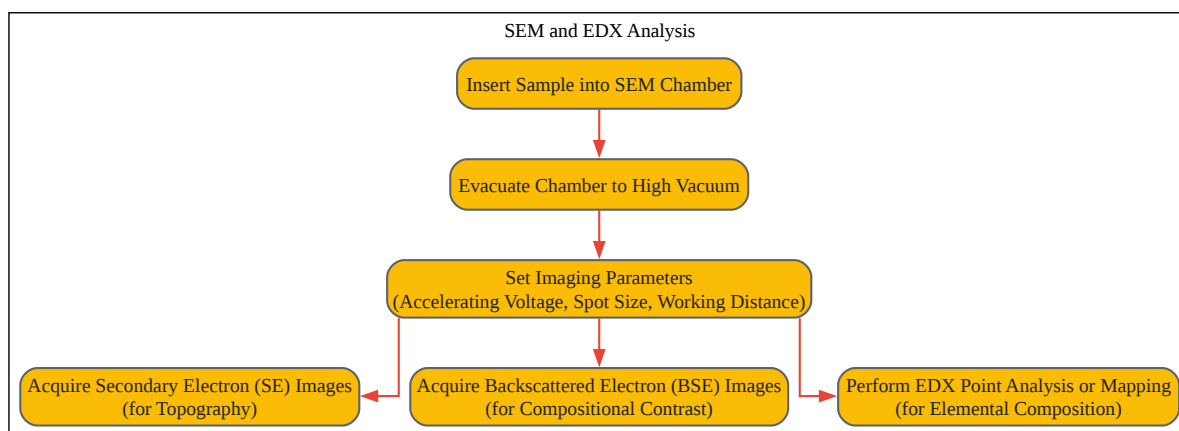 SEM and EDX Analysis
Insert Sample into SEM Chamber
Evacuate Chamber to High Vacuum
Set Imaging Parameters
(Accelerating Voltage, Spot Size, Working Distance)
Acquire Secondary Electron (SE) Images
(for Topography)
Acquire Backscattered Electron (BSE) Images
(for Compositional Contrast)
Perform EDX Point Analysis or Mapping
(for Elemental Composition)